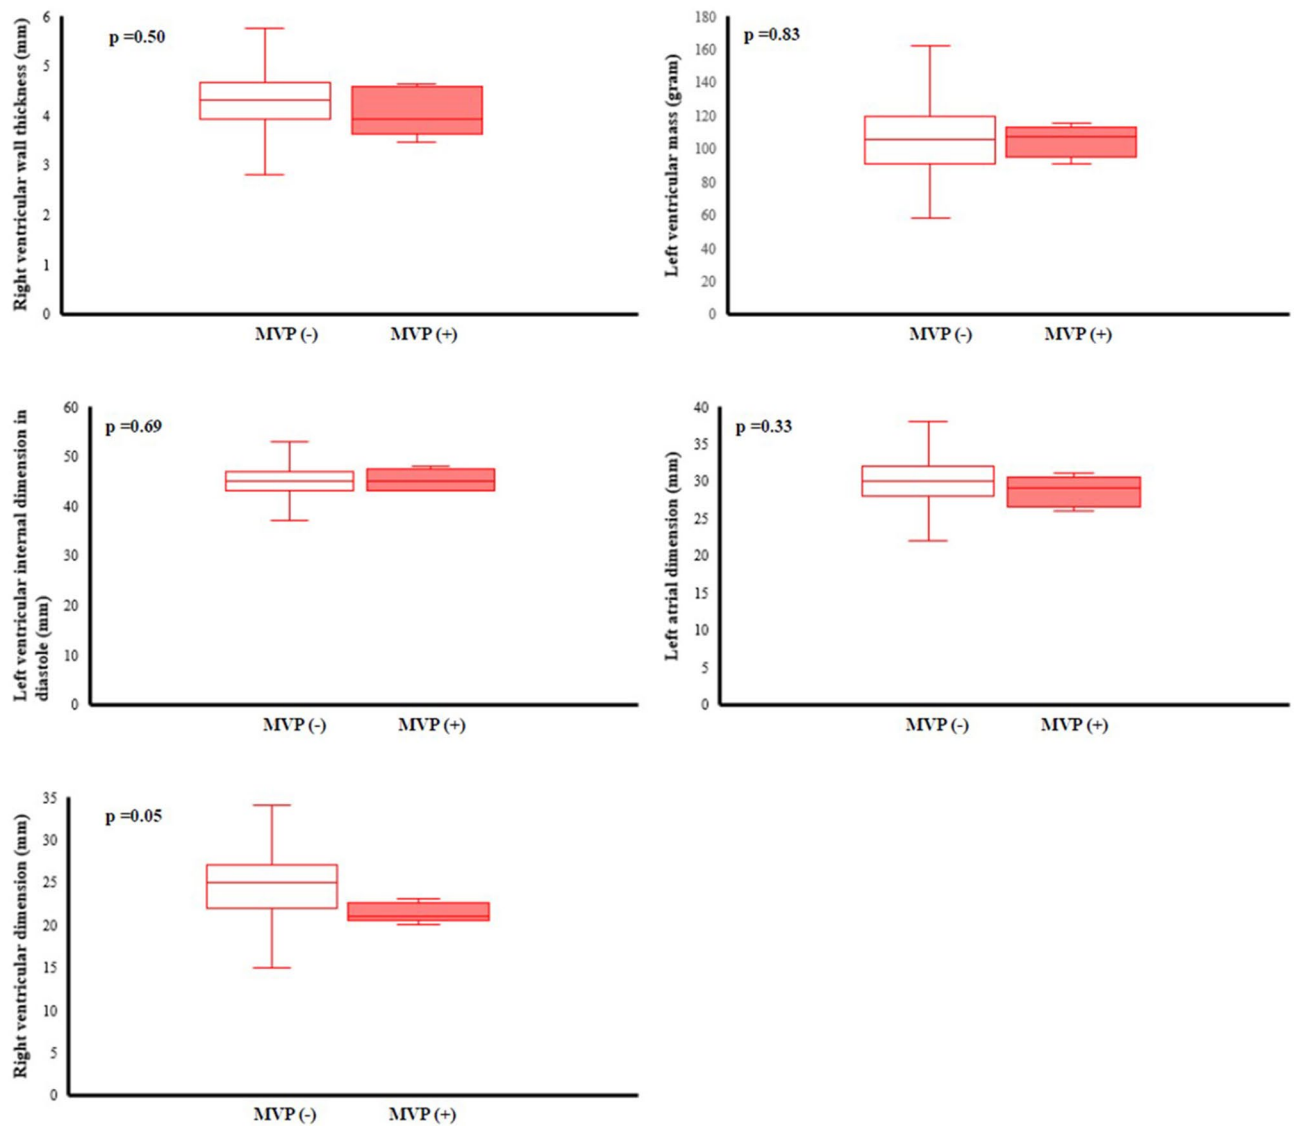 Right ventricular wall thickness (mm)
6
5
4
3
2
1
0
p =0.50
MVP (-)
MVP (+)
Left ventricular mass (gram)
180
160
140
120
100
80
60
40
20
0
p =0.83
MVP (-)
MVP (+)
Left ventricular internal dimension in
diastole (mm)
60
50
40
30
20
10
0
p =0.69
MVP (-)
MVP (+)
Left atrial dimension (mm)
40
35
30
25
20
15
10
5
0
p =0.33
MVP (-)
MVP (+)
Right ventricular dimension (mm)
35
30
25
20
15
10
5
0
p =0.05
MVP (-)
MVP (+)